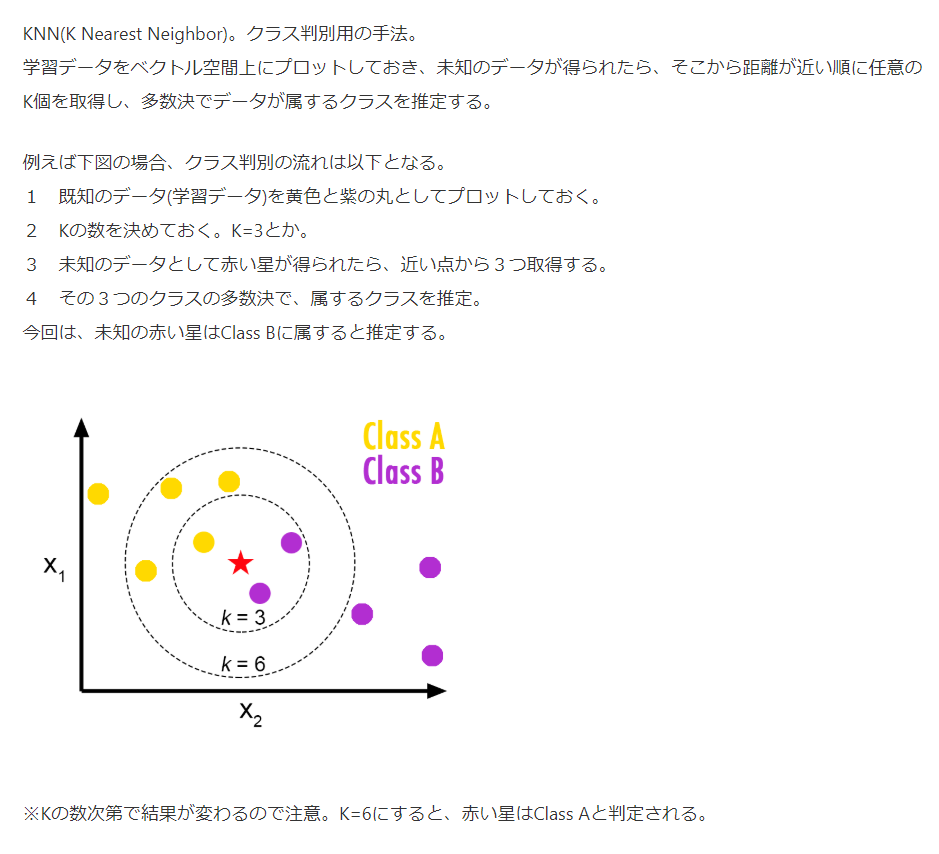 KNN(K Nearest Neighbor)。クラス判別用の手法。
学習データをベクトル空間上にプロットしておき、未知のデータが得られたら、そこから距離が近い順に任意の
K個を取得し、多数決でデータが属するクラスを推定する。
例えば下図の場合、クラス判別の流れは以下となる。
１　既知のデータ(学習データ)を黄色と紫の丸としてプロットしておく。
２　Kの数を決めておく。K=3とか。
３　未知のデータとして赤い星が得られたら、近い点から３つ取得する。
４　その３つのクラスの多数決で、属するクラスを推定。
今回は、未知の赤い星はClass Bに属すると推定する。
Class A
Class B
X1
k = 3
k = 6
X2
※Kの数次第で結果が変わるので注意。K=6にすると、赤い星はClass Aと判定される。